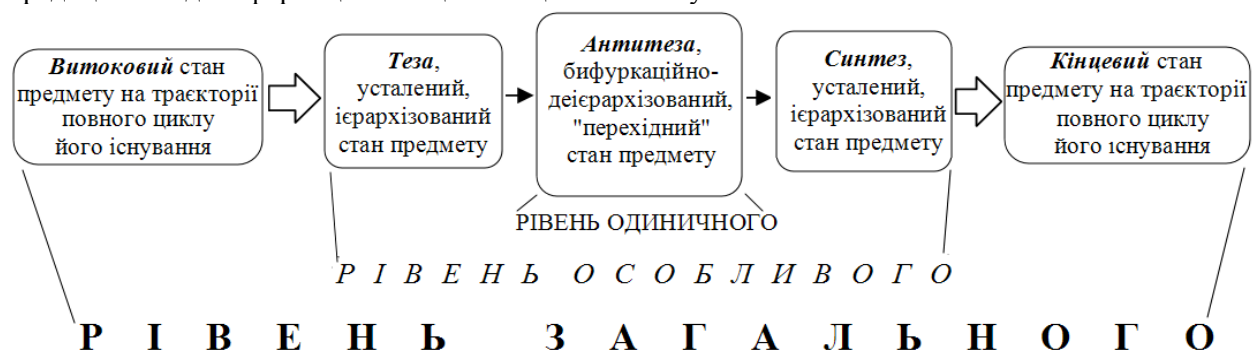 Витоковий стан
предмету на траєкторії
повного циклу
його існування
Теза,
усталений,
ієрархізований
стан предмету
Антитеза,
бифуркаційно-
деієрархізований,
"перехідний"
стан предмету
Синтез,
усталений,
ієрархізований
стан предмету
Кінцевий стан
предмету на траєкторії
повного циклу
його існування
РІВЕНЬ ОДИНИЧНОГО
Р І В Е Н Ь О С О Б Л И В О Г О
Р І В Е Н Ь З А Г А Л Ь Н О Г О